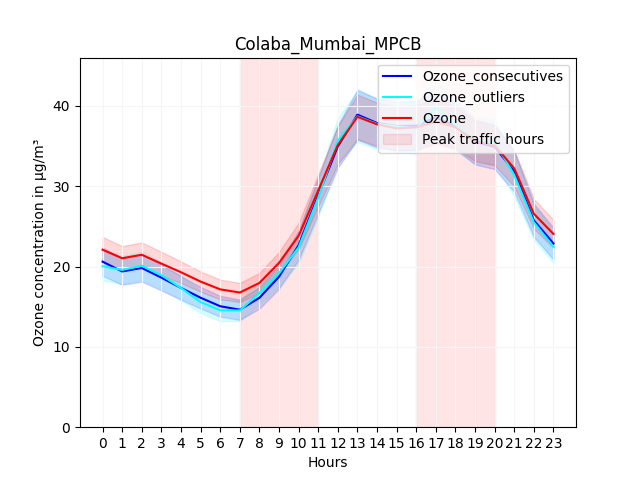 Colaba_Mumbai_MPCB
Ozone_consecutives
Ozone_outliers
Ozone
Peak traffic hours
Ozone concentration in µg/m³
40
30
20
10
0
0 1 2 3 4 5 6 7 8 9 10 11 12 13 14 15 16 17 18 19 20 21 22 23
Hours